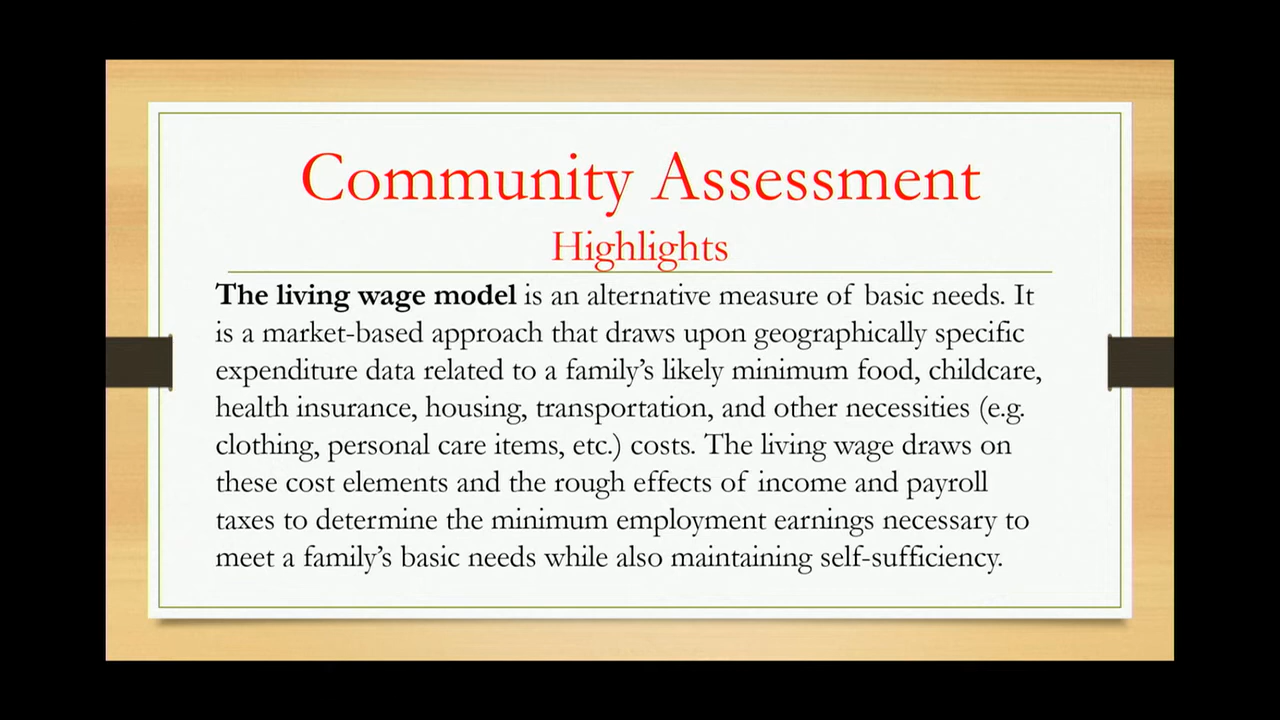 Community Assessment
Highlights
The living wage model is an alternative measure of basic needs. It
is a market-based approach that draws upon geographically specific
expenditure data related to a family’s likely minimum food, childcare,
health insurance, housing, transportation, and other necessities (e.g.
clothing, personal care items, etc.) costs. The living wage draws on
these cost elements and the rough effects of income and payroll
taxes to determine the minimum employment earnings necessary to
meet a family’s basic needs while also maintaining self-sufficiency.